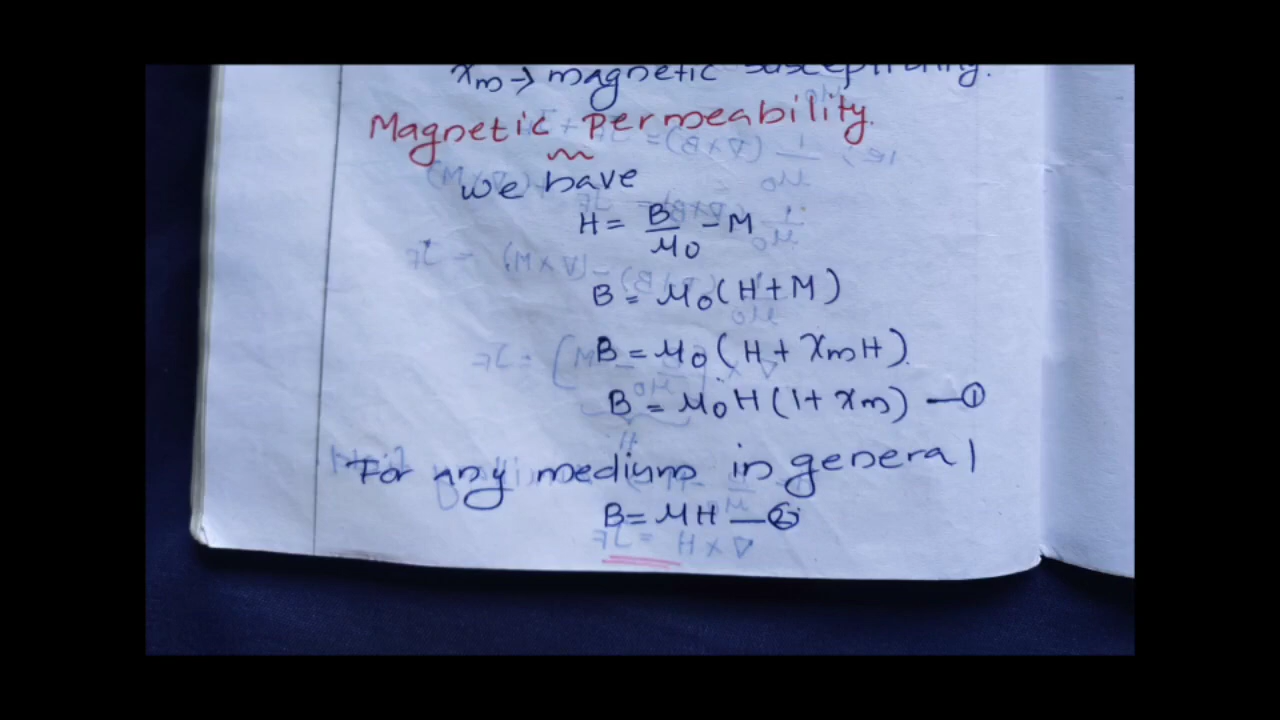 χm → magnetic susceptibility.
Magnetic permeability.
we have
H = B/μ0 - M
B = μ0(H+M)
B = μ0(H + χmH)
B = μ0H(1+ χm) —①
For any medium in general
B = μH —②